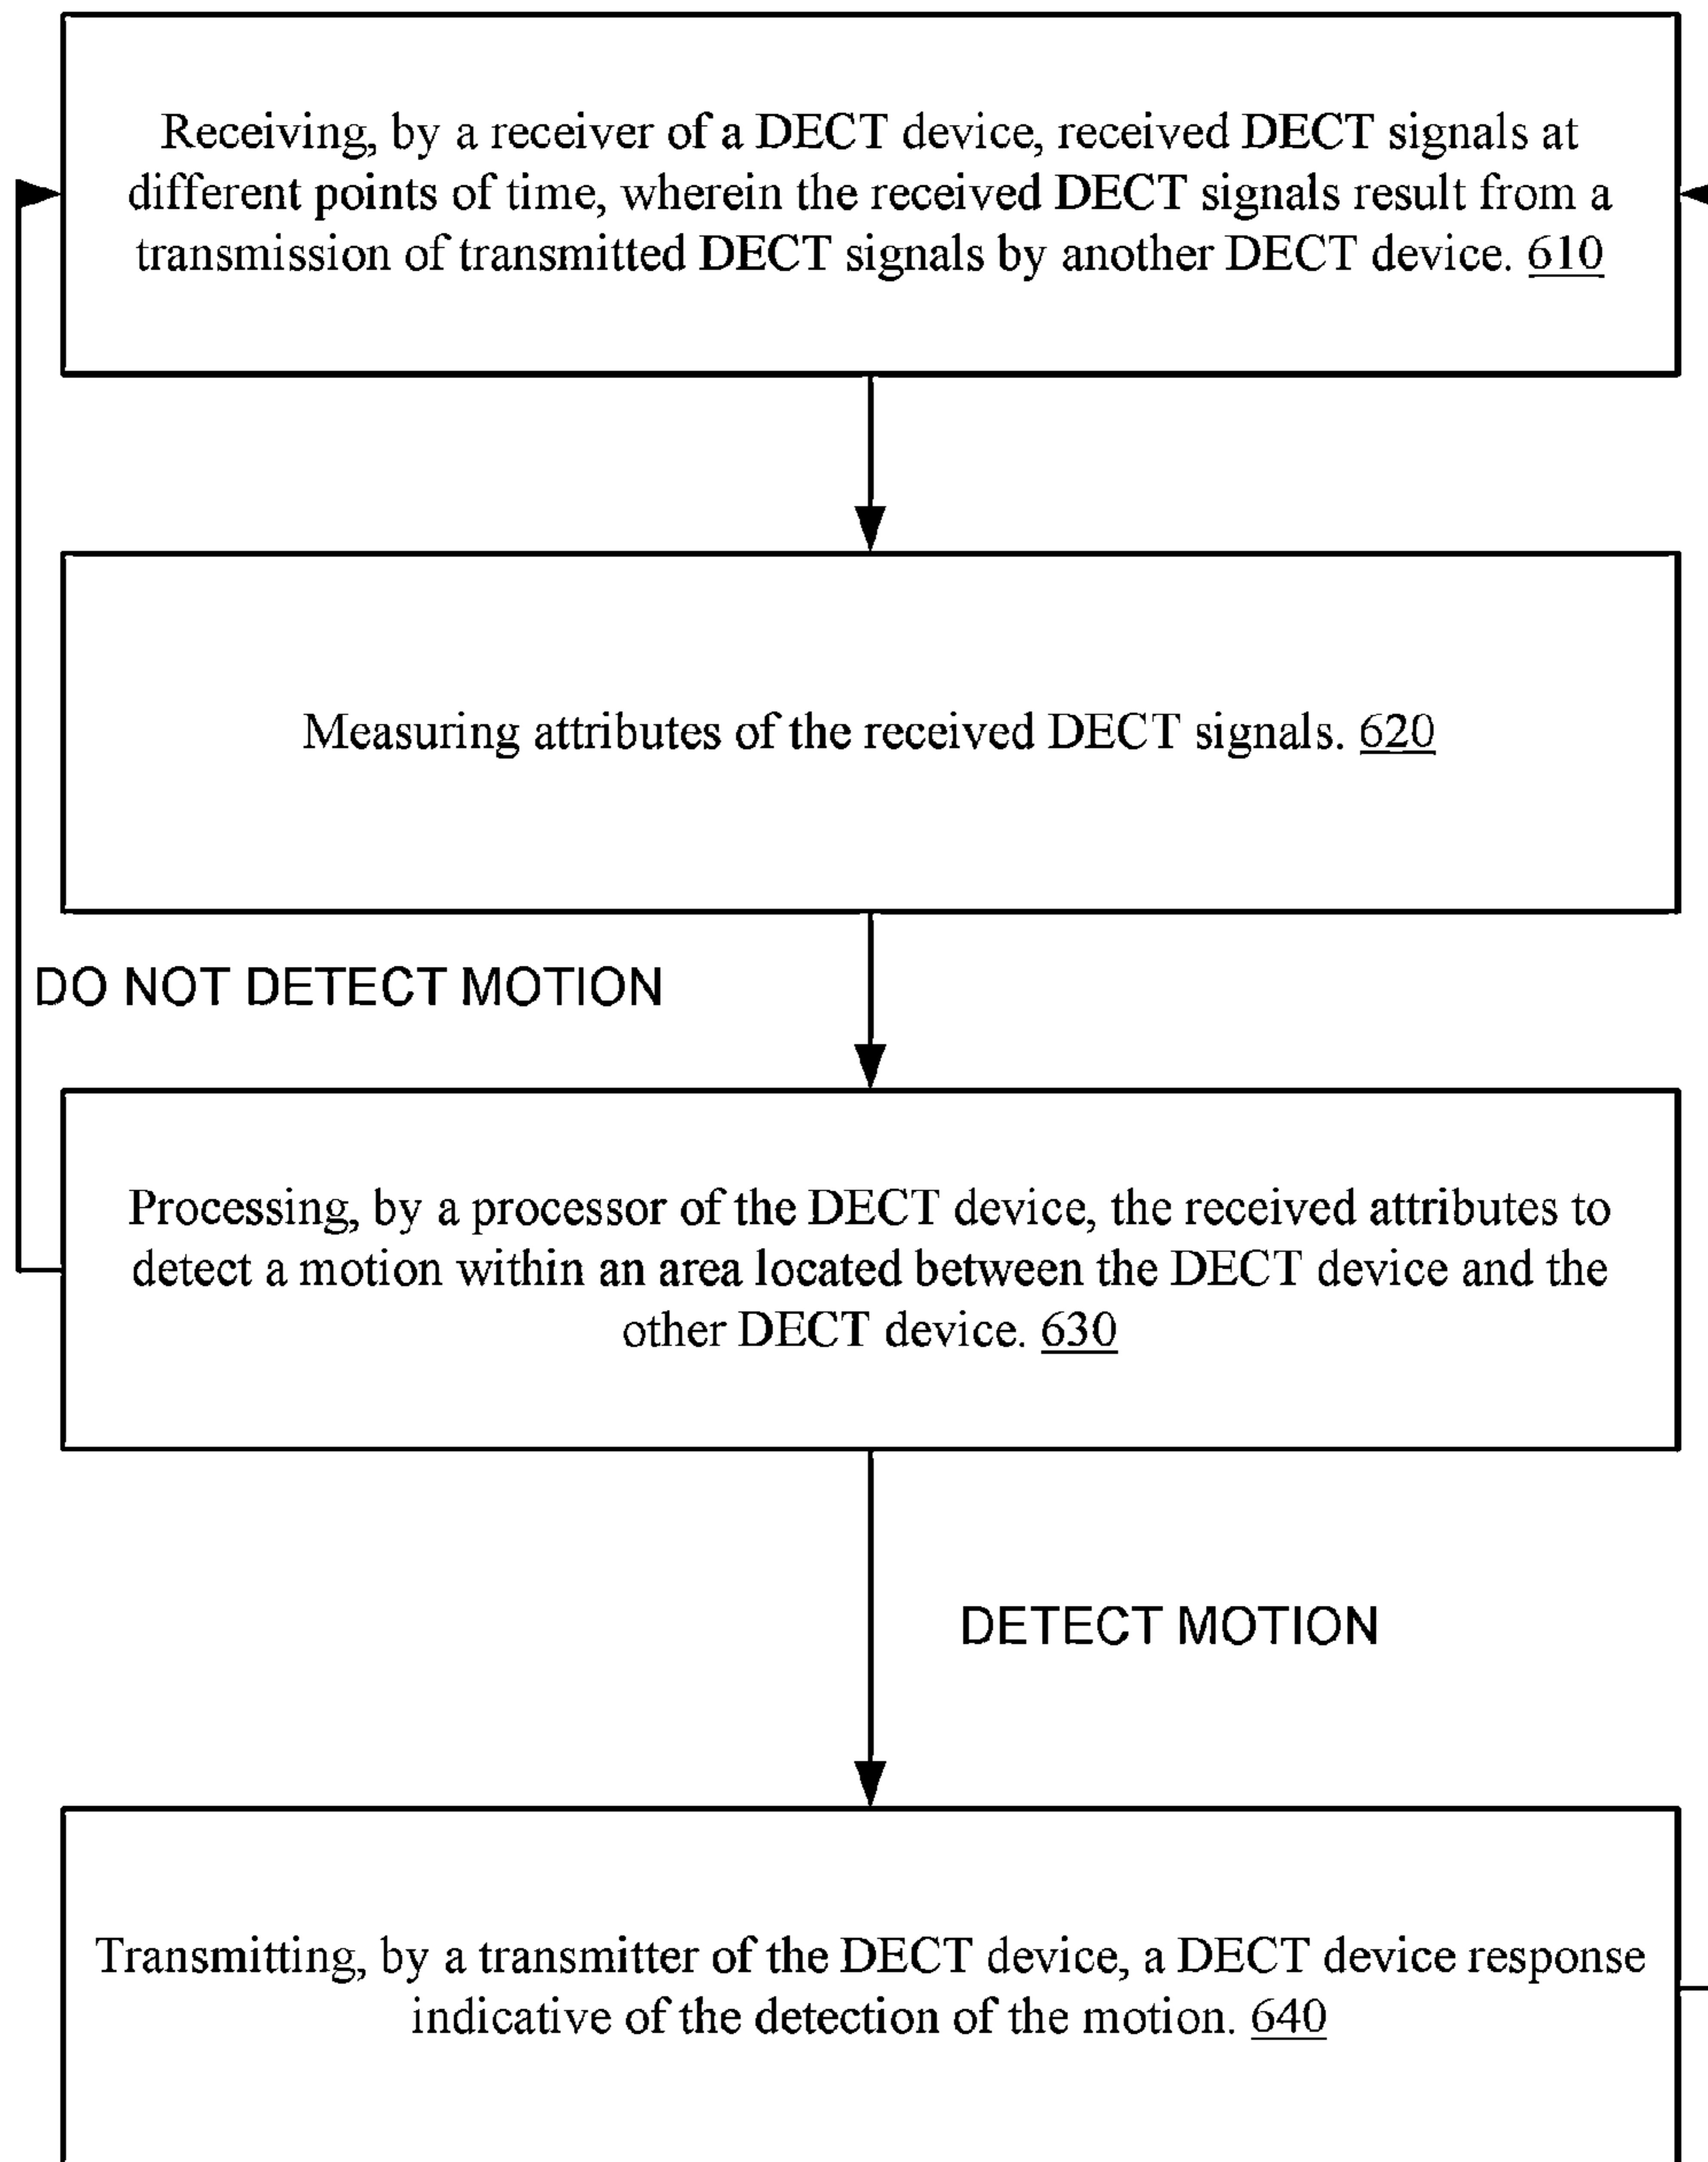 Receiving, by a receiver of a DECT device, received DECT signals at
different points of time, wherein the received DECT signals result from a
transmission of transmitted DECT signals by another DECT device. 610
Measuring attributes of the received DECT signals. 620
DO NOT DETECT MOTION
Processing, by a processor of the DECT device, the received attributes to
detect a motion within an area located between the DECT device and the
other DECT device. 630
DETECT MOTION
Transmitting, by a transmitter of the DECT device, a DECT device response
indicative of the detection of the motion. 640